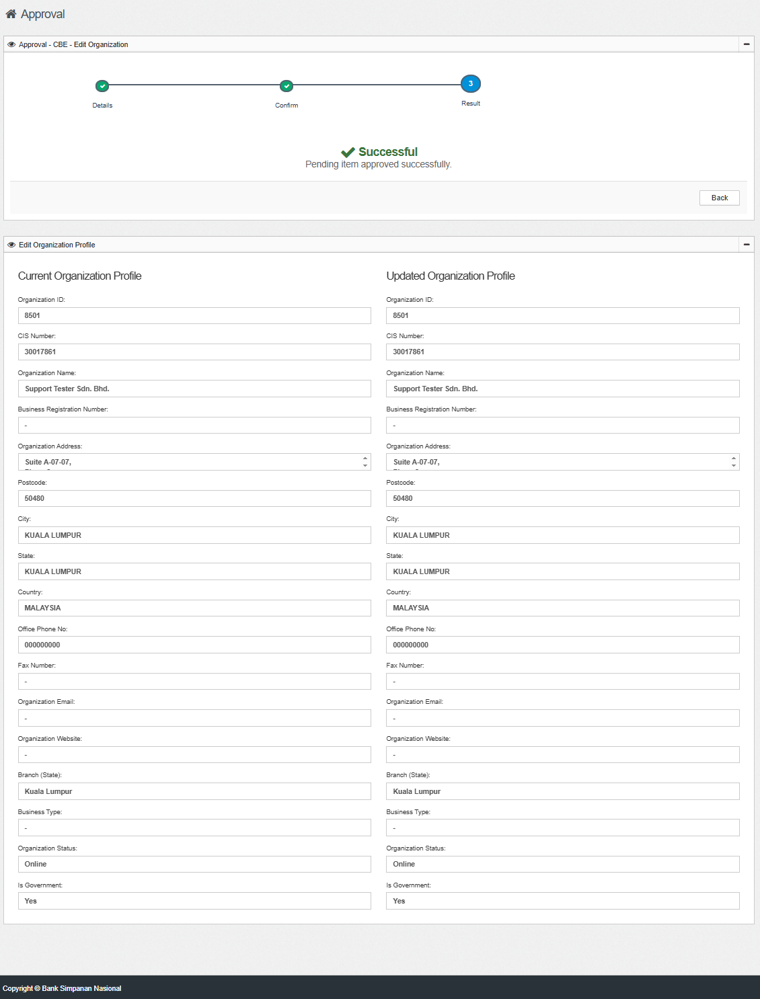 Approval
Approval - CBE - Edit Organization
3
Details
Confirm
Result
Successful
Pending item approved successfully.
Back
Edit Organization Profile
Current Organization Profile
Organization ID:
8501
CIS Number:
30017861
Organization Name:
Support Tester Sdn. Bhd.
Business Registration Number:
-
Organization Address:
Suite A-07-07,
Postcode:
50480
City:
KUALA LUMPUR
State:
KUALA LUMPUR
Country:
MALAYSIA
Office Phone No:
000000000
Fax Number:
-
Organization Email:
-
Organization Website:
-
Branch (State):
Kuala Lumpur
Business Type:
-
Organization Status:
Online
Is Government:
Yes
Updated Organization Profile
Organization ID:
8501
CIS Number:
30017861
Organization Name:
Support Tester Sdn. Bhd.
Business Registration Number:
-
Organization Address:
Suite A-07-07,
Postcode:
50480
City:
KUALA LUMPUR
State:
KUALA LUMPUR
Country:
MALAYSIA
Office Phone No:
000000000
Fax Number:
-
Organization Email:
-
Organization Website:
-
Branch (State):
Kuala Lumpur
Business Type:
-
Organization Status:
Online
Is Government:
Yes
Copyright © Bank Simpanan Nasional